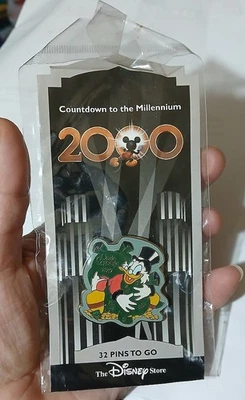 Countdown to the Millennium
2000
32 PINS TO GO
The Disney Store